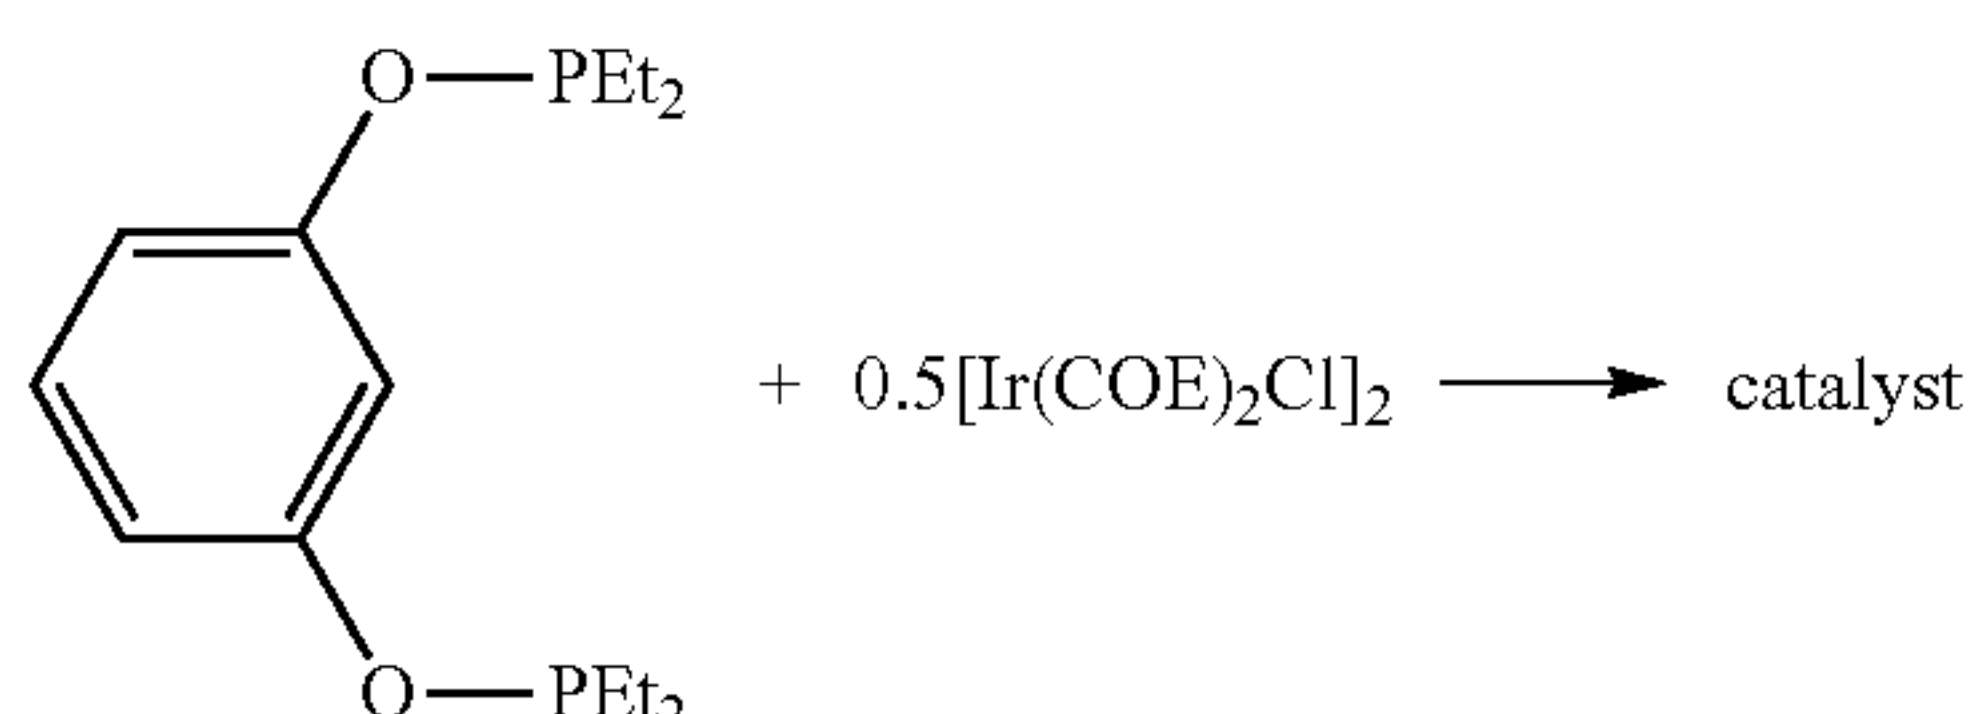 O—PEt₂
+ 0.5[Ir(COE)₂Cl]₂ ⟶ catalyst
O—PEt₂